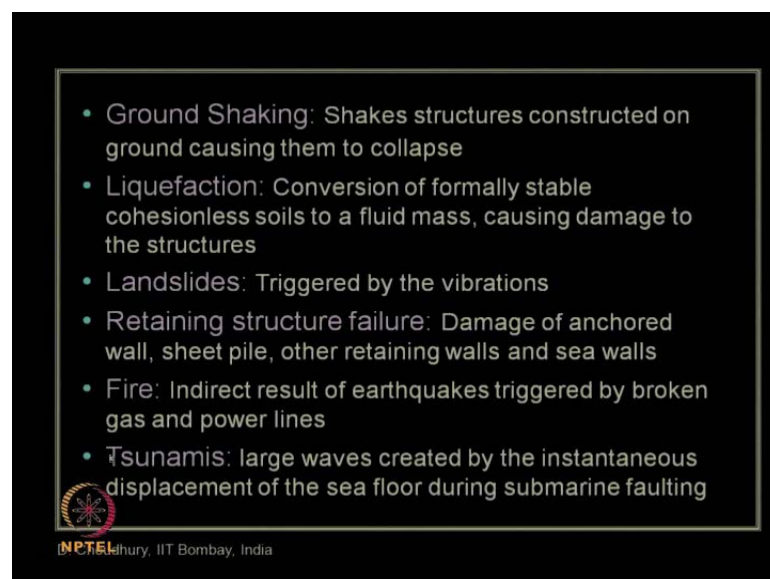 • Ground Shaking: Shakes structures constructed on
ground causing them to collapse
• Liquefaction: Conversion of formally stable
cohesionless soils to a fluid mass, causing damage to
the structures
• Landslides: Triggered by the vibrations
• Retaining structure failure: Damage of anchored
wall, sheet pile, other retaining walls and sea walls
• Fire: Indirect result of earthquakes triggered by broken
gas and power lines
• Tsunamis: large waves created by the instantaneous
displacement of the sea floor during submarine faulting
NPTEL
D. Choudhury, IIT Bombay, India